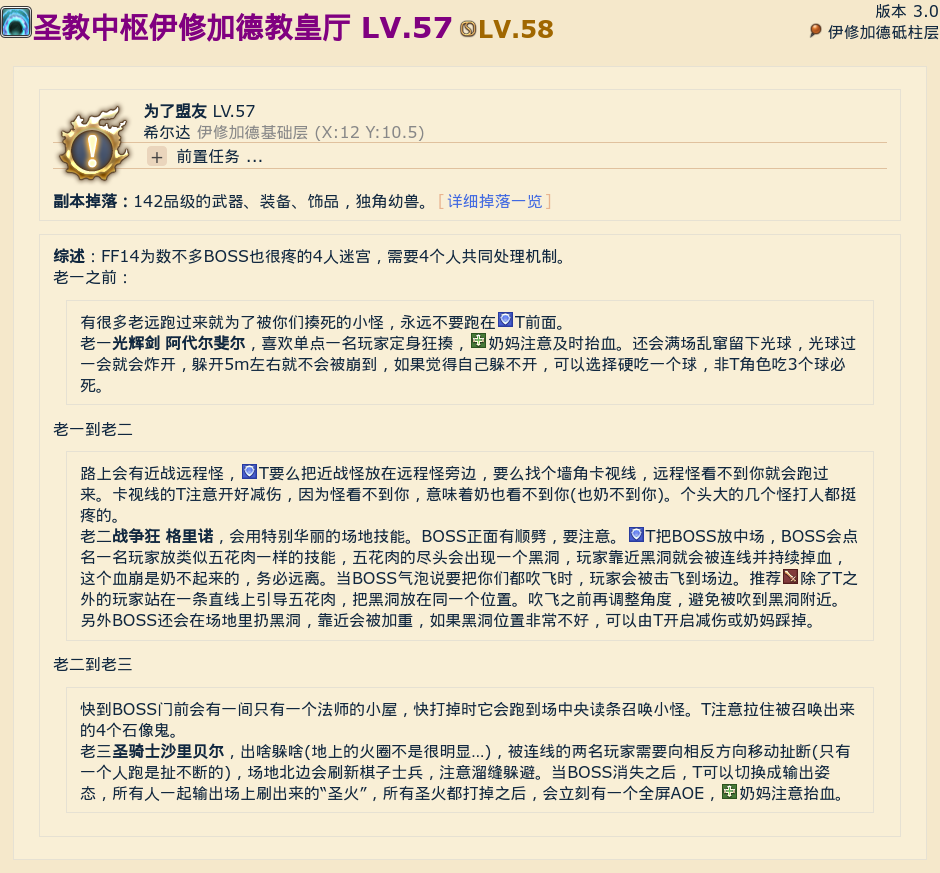 圣教中枢伊修加德教皇厅 LV.57 LV.58
版本 3.0
伊修加德砥柱层
为了盟友 LV.57
希尔达 伊修加德基础层 (X:12 Y:10.5)
+ 前置任务 ...
副本掉落：142品级的武器、装备、饰品，独角幼兽。[详细掉落一览]
综述：FF14为数不多BOSS也很疼的4人迷宫，需要4个人共同处理机制。
老一之前：
有很多老远跑过来就为了被你们揍死的小怪，永远不要跑在T前面。
老一光辉剑 阿代尔斐尔，喜欢单点一名玩家定身狂揍，奶妈注意及时抬血。还会满场乱窜留下光球，光球过
一会就会炸开，躲开5m左右就不会被崩到，如果觉得自己躲不开，可以选择硬吃一个球，非T角色吃3个球必
死。
老一到老二
路上会有近战远程怪，T要么把近战怪放在远程怪旁边，要么找个墙角卡视线，远程怪看不到你就会跑过
来。卡视线的T注意开好减伤，因为怪看不到你，意味着奶也看不到你(也奶不到你)。个头大的几个怪打人都挺
疼的。
老二战争狂 格里诺，会用特别华丽的场地技能。BOSS正面有顺劈，要注意。T把BOSS放中场，BOSS会点
名一名玩家放类似五花肉一样的技能，五花肉的尽头会出现一个黑洞，玩家靠近黑洞就会被连线并持续掉血，
这个血崩是奶不起来的，务必远离。当BOSS气泡说要把你们都吹飞时，玩家会被击飞到场边。推荐除了T之
外的玩家站在一条直线上引导五花肉，把黑洞放在同一个位置。吹飞之前再调整角度，避免被吹到黑洞附近。
另外BOSS还会在场地里扔黑洞，靠近会被加重，如果黑洞位置非常不好，可以由T开启减伤或奶妈踩掉。
老二到老三
快到BOSS门前会有一间只有一个法师的小屋，快打掉时它会跑到场中央读条召唤小怪。T注意拉住被召唤出来
的4个石像鬼。
老三圣骑士沙里贝尔，出啥躲啥(地上的火圈不是很明显...)，被连线的两名玩家需要向相反方向移动扯断(只有
一个人跑是扯不断的)，场地北边会刷新棋子士兵，注意溜缝躲避。当BOSS消失之后，T可以切换成输出姿
态，所有人一起输出场上刷出来的“圣火”，所有圣火都打掉之后，会立刻有一个全屏AOE，奶妈注意抬血。